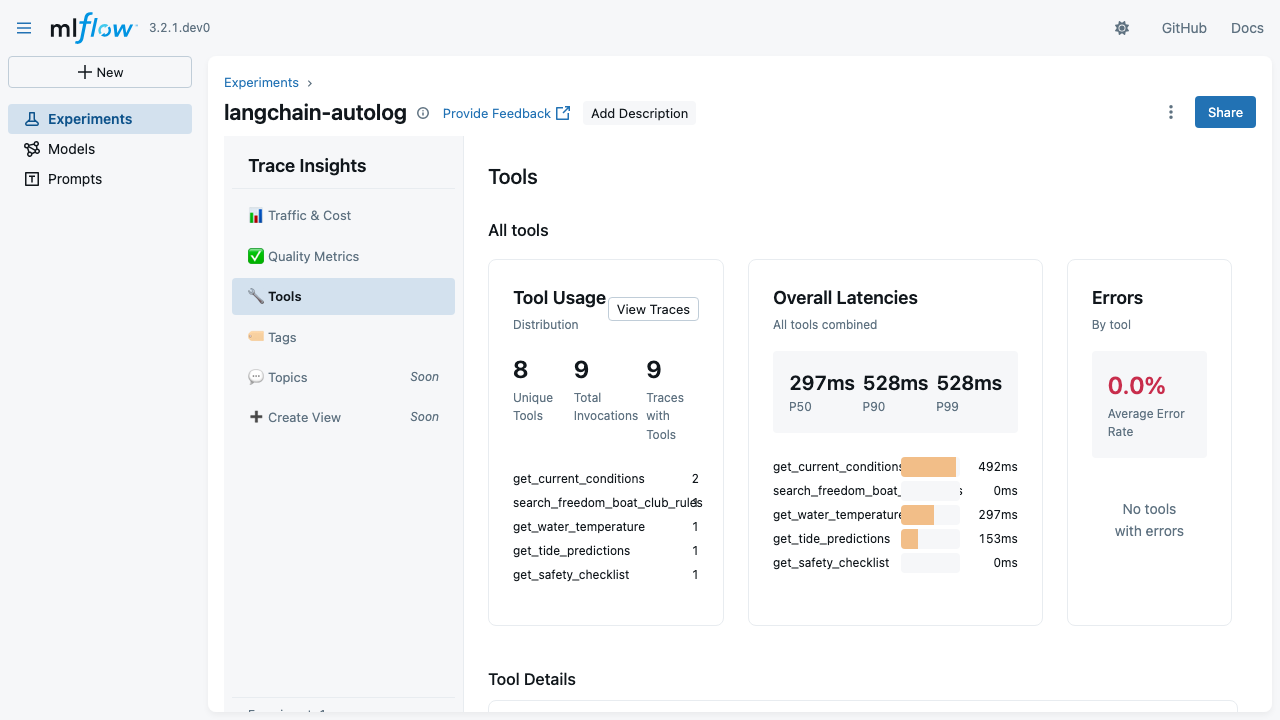 mlflow 3.2.1.dev0
GitHub
Docs
New
Experiments
Models
Prompts
Experiments ›
langchain-autolog
Provide Feedback
Add Description
Share
Trace Insights
Traffic & Cost
Quality Metrics
Tools
Tags
Topics Soon
Create View Soon
Tools
All tools
Tool Usage
View Traces
Distribution
8
Unique
Tools
9
Total
Invocations
9
Traces
with
Tools
get_current_conditions 2
search_freedom_boat_club_rules 1
get_water_temperature 1
get_tide_predictions 1
get_safety_checklist 1
Overall Latencies
All tools combined
297ms 528ms 528ms
P50 P90 P99
get_current_conditions 492ms
search_freedom_boat_ 0ms
get_water_temperature 297ms
get_tide_predictions 153ms
get_safety_checklist 0ms
Errors
By tool
0.0%
Average Error
Rate
No tools
with errors
Tool Details